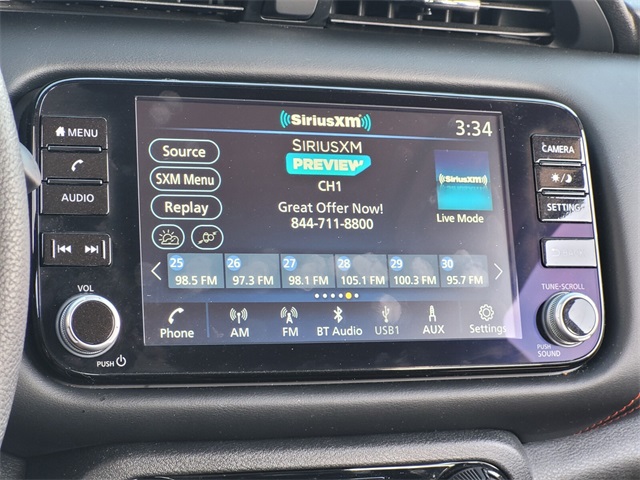 SiriusXM
3:34
MENU
AUDIO
VOL
PUSH
Source
SXM Menu
Replay
SIRIUSXM
PREVIEW
CH1
Great Offer Now!
844-711-8800
SiriusXM
Live Mode
25 26 27 28 29 30
98.5 FM 97.3 FM 98.1 FM 105.1 FM 100.3 FM 95.7 FM
Phone AM FM BT Audio USB1 AUX Settings
CAMERA
SETTING
TUNE-SCROLL
PUSH
SOUND